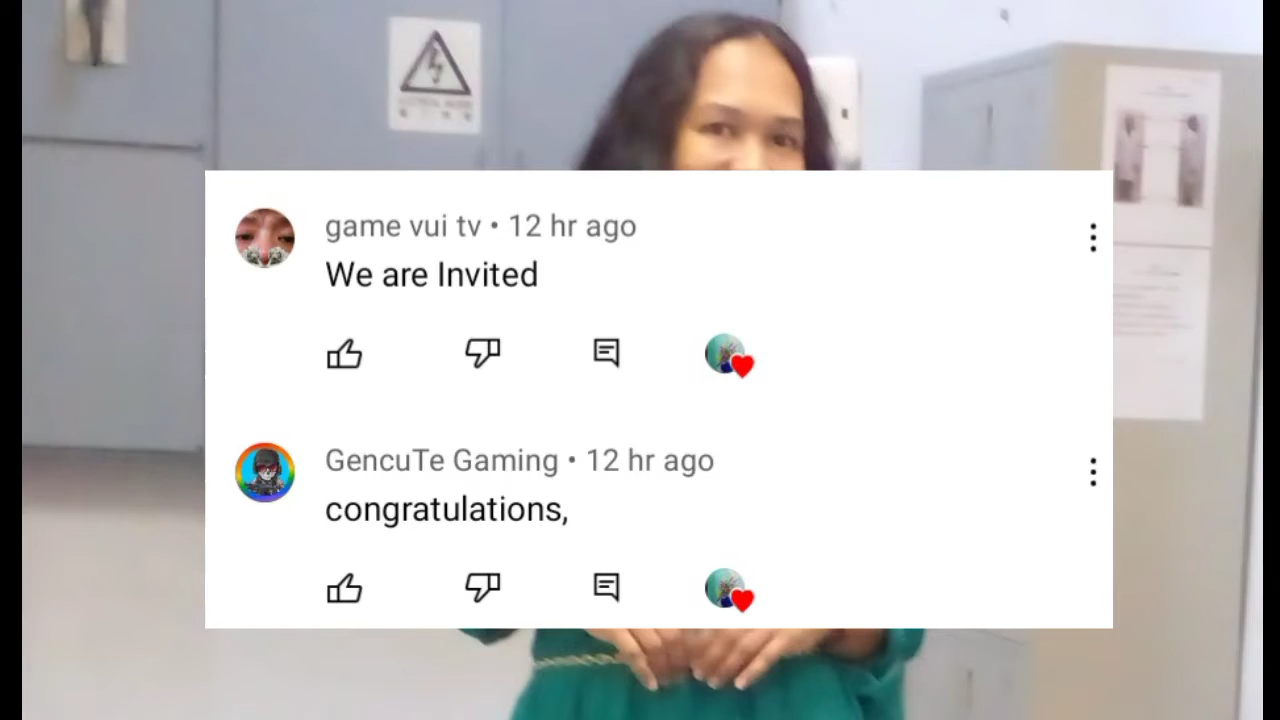 game vui tv • 12 hr ago
We are Invited
GencuTe Gaming • 12 hr ago
congratulations,